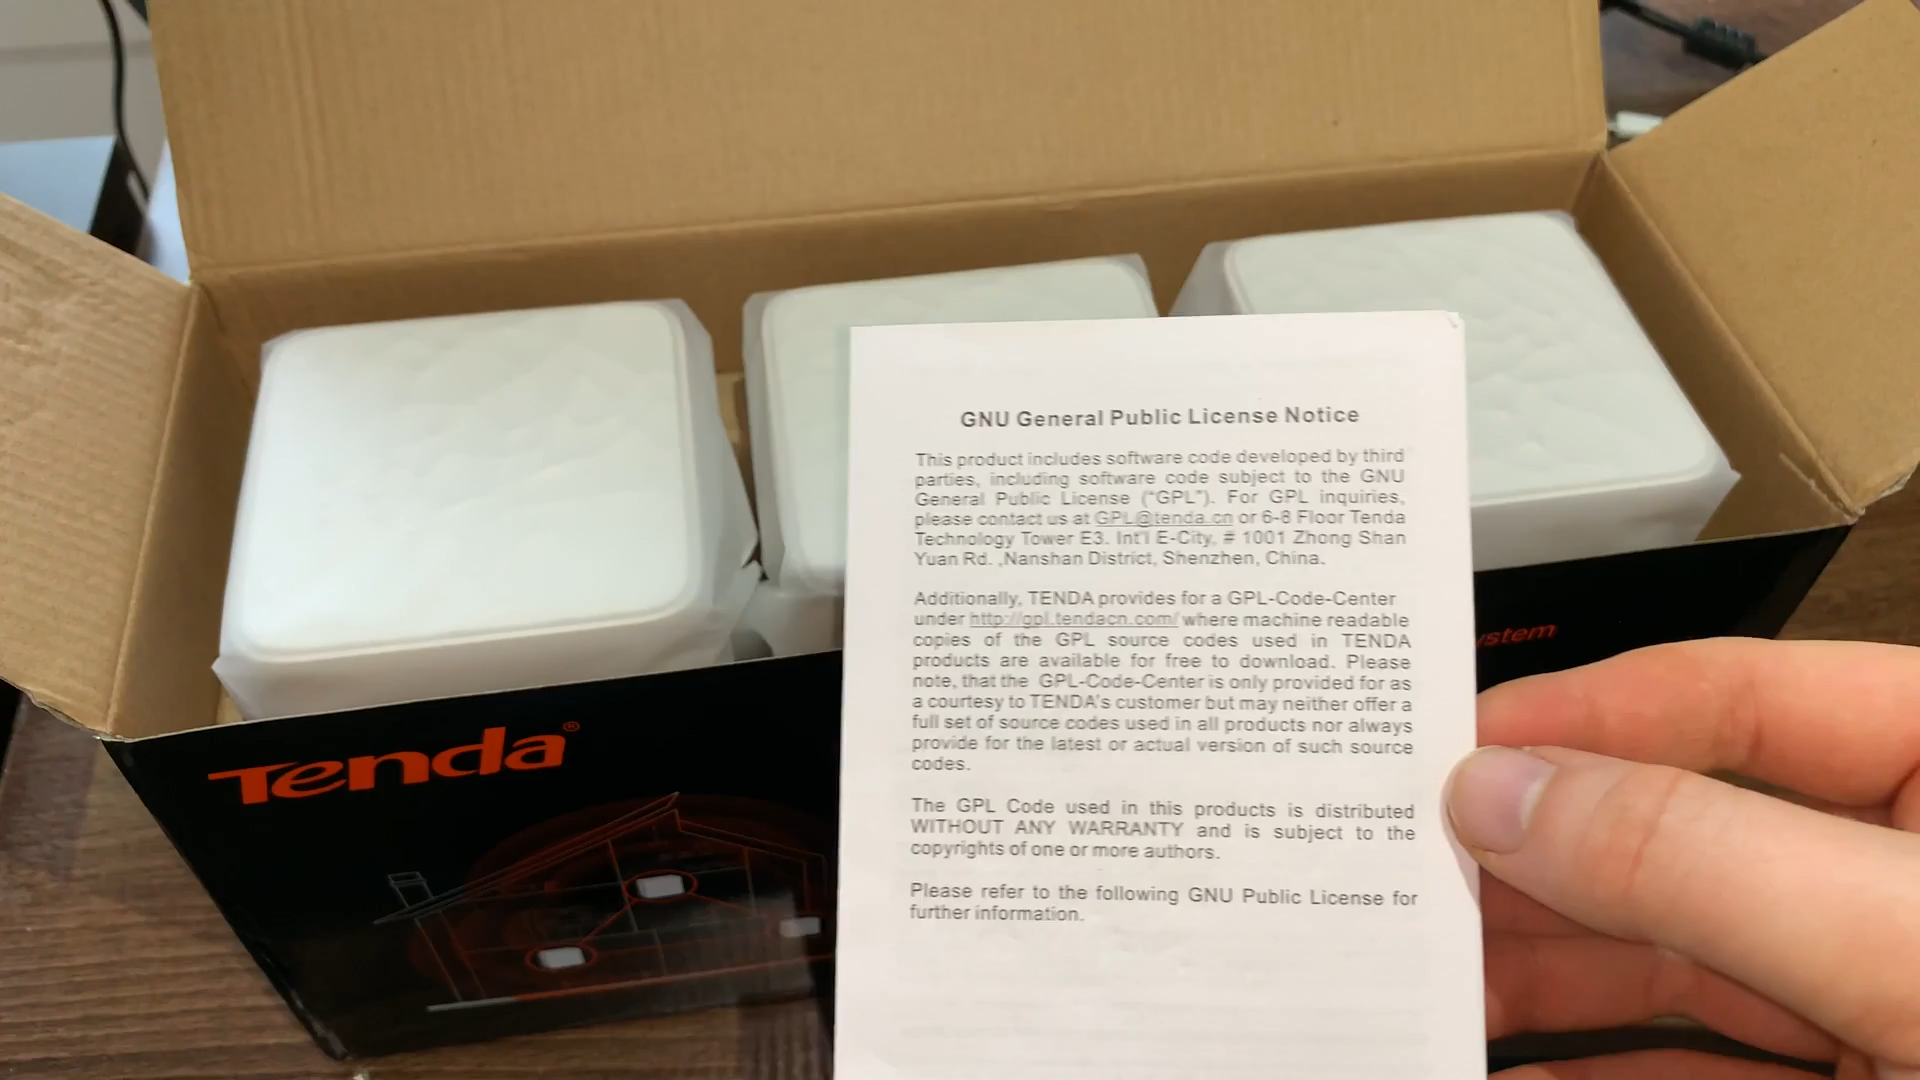 GNU General Public License Notice
This product includes software code developed by third
parties, including software code subject to the GNU
General Public License ("GPL"). For GPL inquiries,
please contact us at GPL@tenda.cn or 6-8 Floor Tenda
Technology Tower E3. Int'l E-City, # 1001 Zhong Shan
Yuan Rd. ,Nanshan District, Shenzhen, China.
Additionally, TENDA provides for a GPL-Code-Center
under http://gpl.tendacn.com/ where machine readable
copies of the GPL source codes used in TENDA
products are available for free to download. Please
note, that the GPL-Code-Center is only provided for as
a courtesy to TENDA's customer but may neither offer a
full set of source codes used in all products nor always
provide for the latest or actual version of such source
codes.
The GPL Code used in this products is distributed
WITHOUT ANY WARRANTY and is subject to the
copyrights of one or more authors.
Please refer to the following GNU Public License for
further information.
Tenda®
ystem